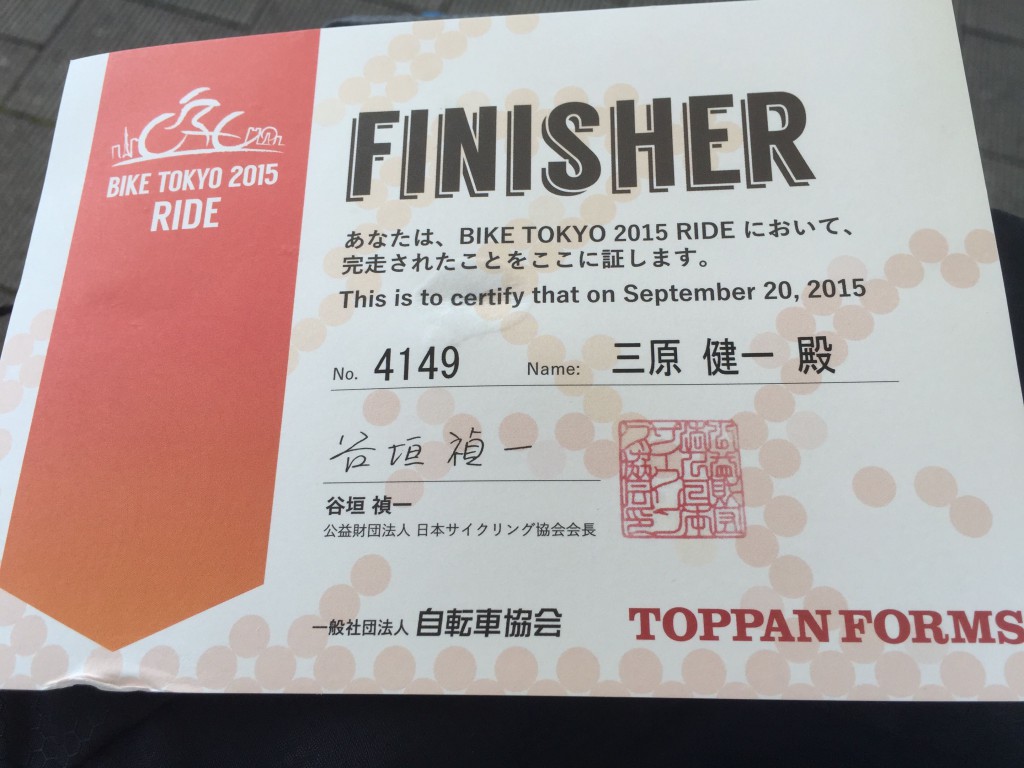 BIKE TOKYO 2015
RIDE
FINISHER
あなたは、BIKE TOKYO 2015 RIDE において、
完走されたことをここに証します。
This is to certify that on September 20, 2015
No. 4149 Name: 三原 健一 殿
谷垣 禎一
谷垣 禎一
公益財団法人 日本サイクリング協会会長
一般社団法人 自転車協会
TOPPAN FORMS